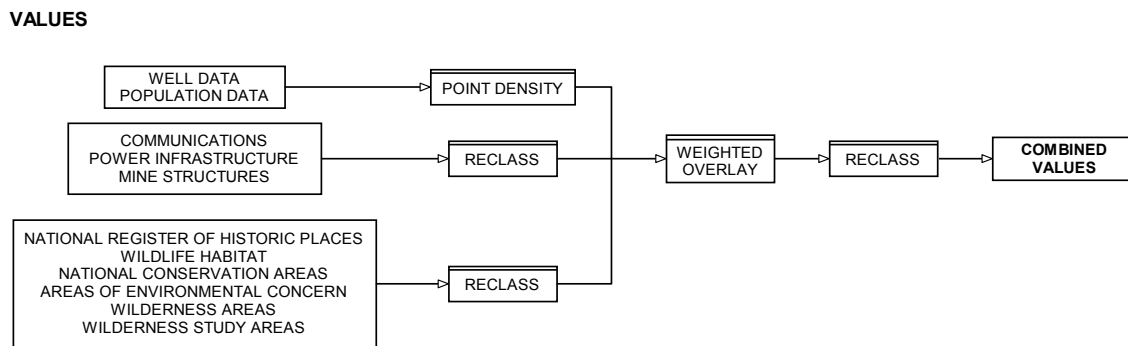 VALUES
WELL DATA
POPULATION DATA
POINT DENSITY
COMMUNICATIONS
POWER INFRASTRUCTURE
MINE STRUCTURES
RECLASS
WEIGHTED
OVERLAY
RECLASS
COMBINED
VALUES
NATIONAL REGISTER OF HISTORIC PLACES
WILDLIFE HABITAT
NATIONAL CONSERVATION AREAS
AREAS OF ENVIRONMENTAL CONCERN
WILDERNESS AREAS
WILDERNESS STUDY AREAS
RECLASS